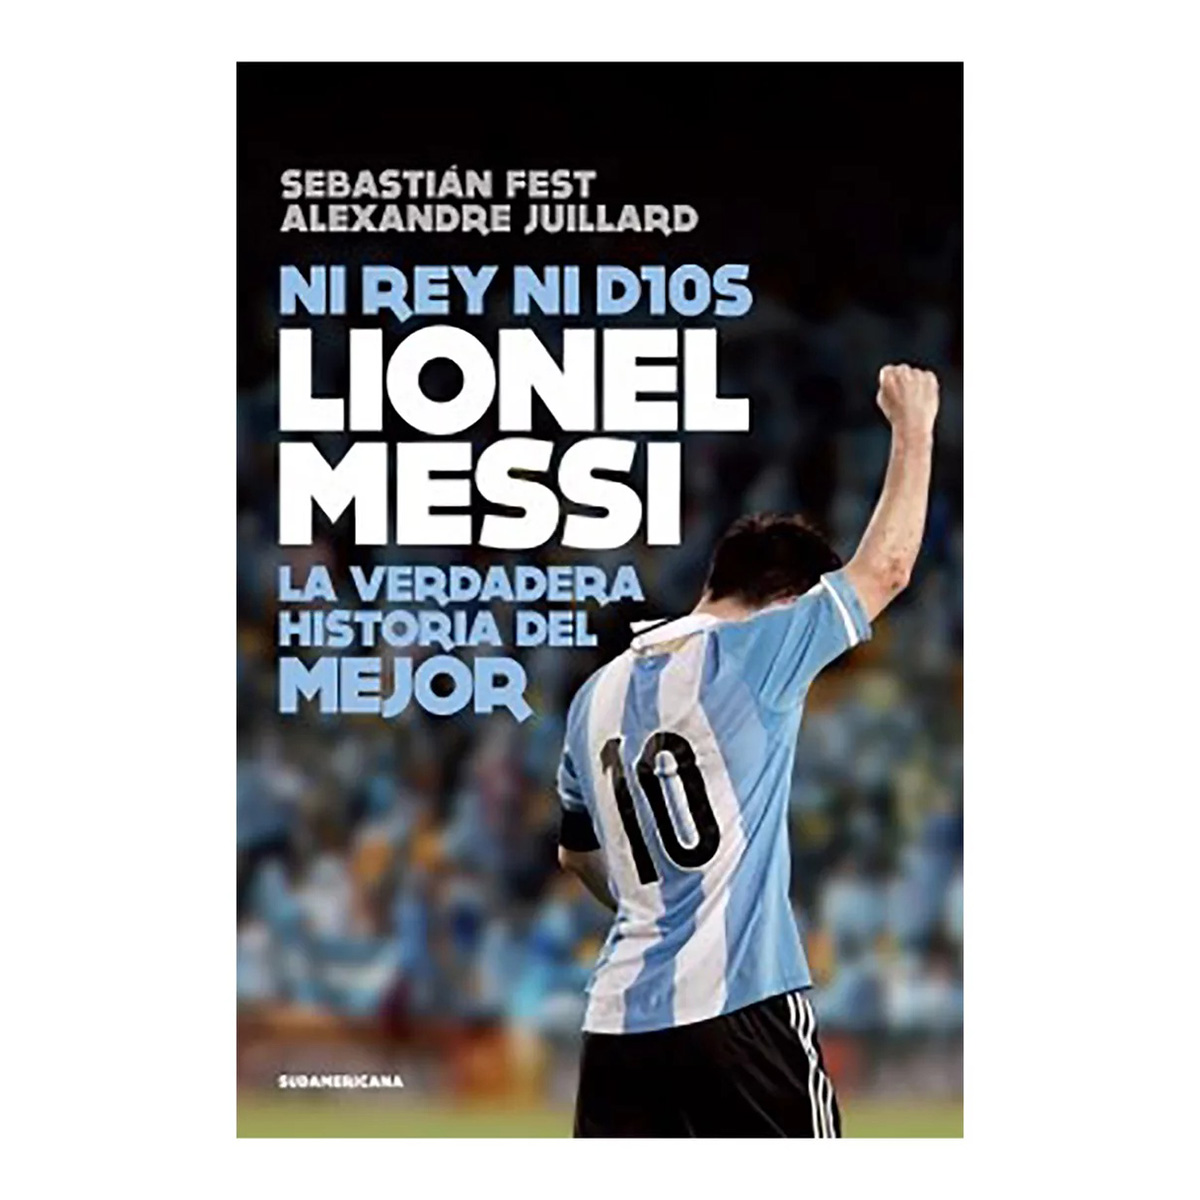 SEBASTIÁN FEST
ALEXANDRE JUILLARD
NI REY NI D10S
LIONEL
MESSI
LA VERDADERA
HISTORIA DEL
MEJOR
10
SUDAMERICANA